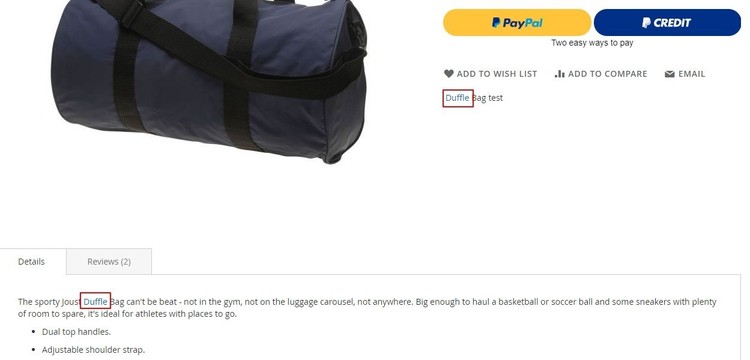 PayPal
CREDIT
Two easy ways to pay
ADD TO WISH LIST
ADD TO COMPARE
EMAIL
Duffle Bag test
Details
Reviews (2)
The sporty Joust Duffle Bag can't be beat - not in the gym, not on the luggage carousel, not anywhere. Big enough to haul a basketball or soccer ball and some sneakers with plenty
of room to spare, it's ideal for athletes with places to go.
• Dual top handles.
• Adjustable shoulder strap.